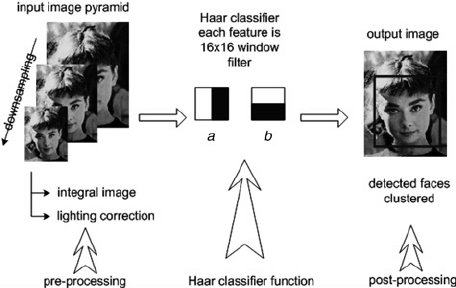 input image pyramid
downsampling
integral image
lighting correction
pre-processing
Haar classifier
each feature is
16x16 window
filter
a
b
Haar classifier function
output image
detected faces
clustered
post-processing